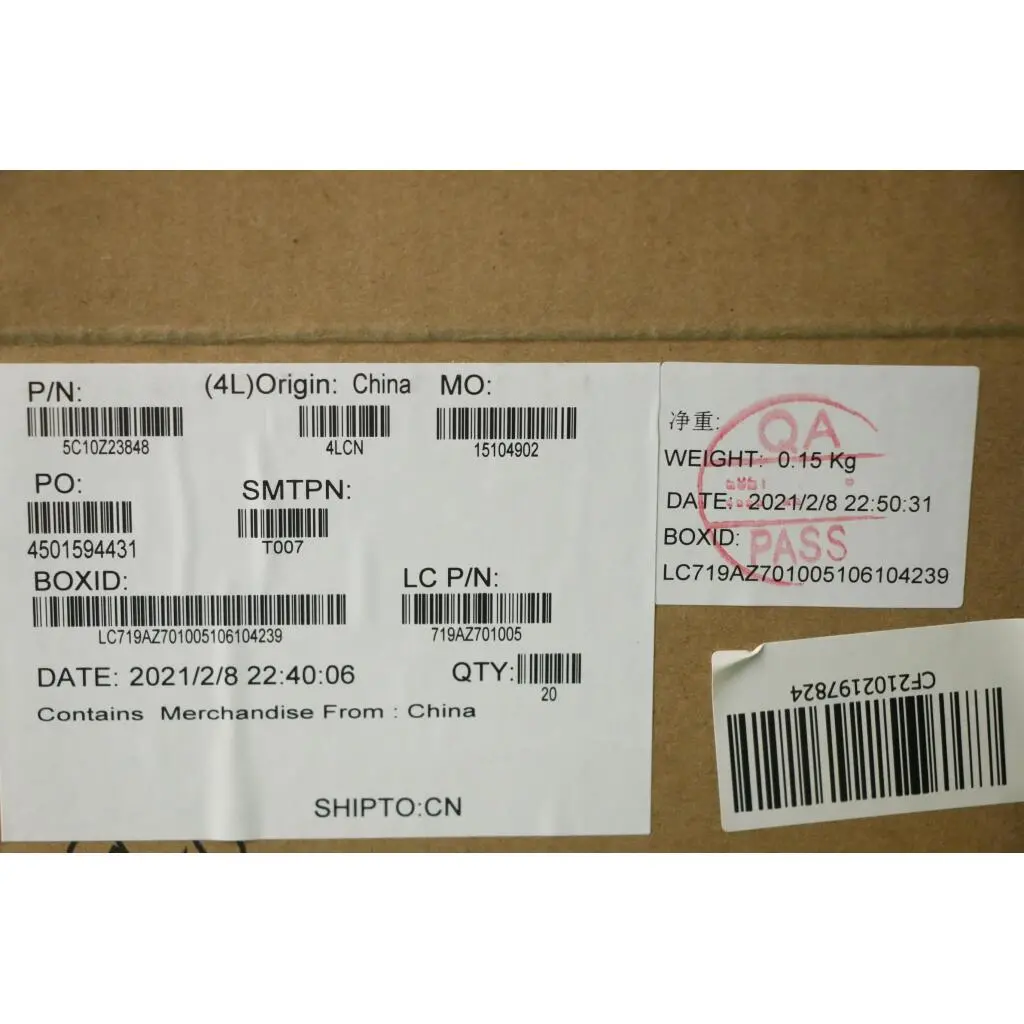 P/N: (4L)Origin: China MO:
5C10Z23848 4LCN 15104902
PO: SMTPN:
4501594431 T007
BOXID: LC P/N:
LC719AZ701005106104239 719AZ701005
DATE: 2021/2/8 22:40:06 QTY:
20
Contains Merchandise From : China
SHIPTO:CN
净重:
WEIGHT: 0.15 Kg
DATE: 2021/2/8 22:50:31
BOXID:
LC719AZ701005106104239
QA
PASS
CF2102197824